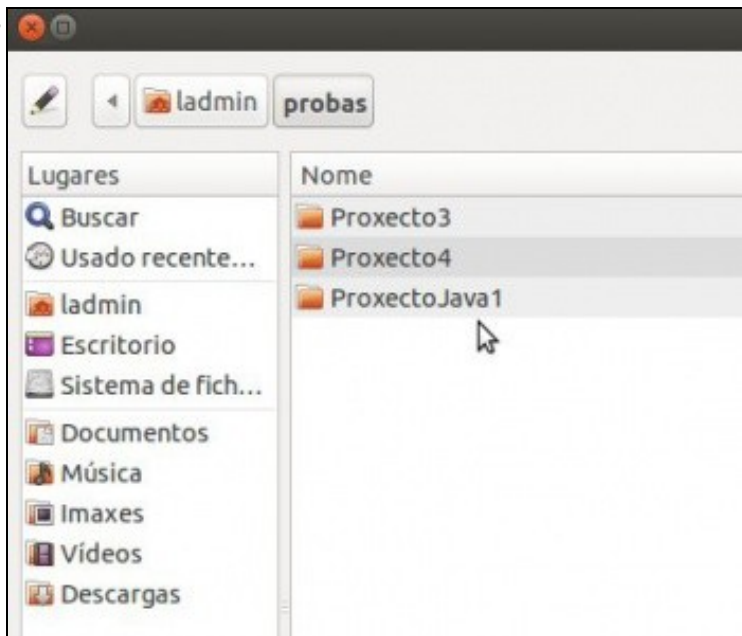 ladmin probas
Lugares
Buscar
Usado recente...
ladmin
Escritorio
Sistema de fich...
Documentos
Música
Imaxes
Vídeos
Descargas
Nome
Proxecto3
Proxecto4
ProxectoJava1